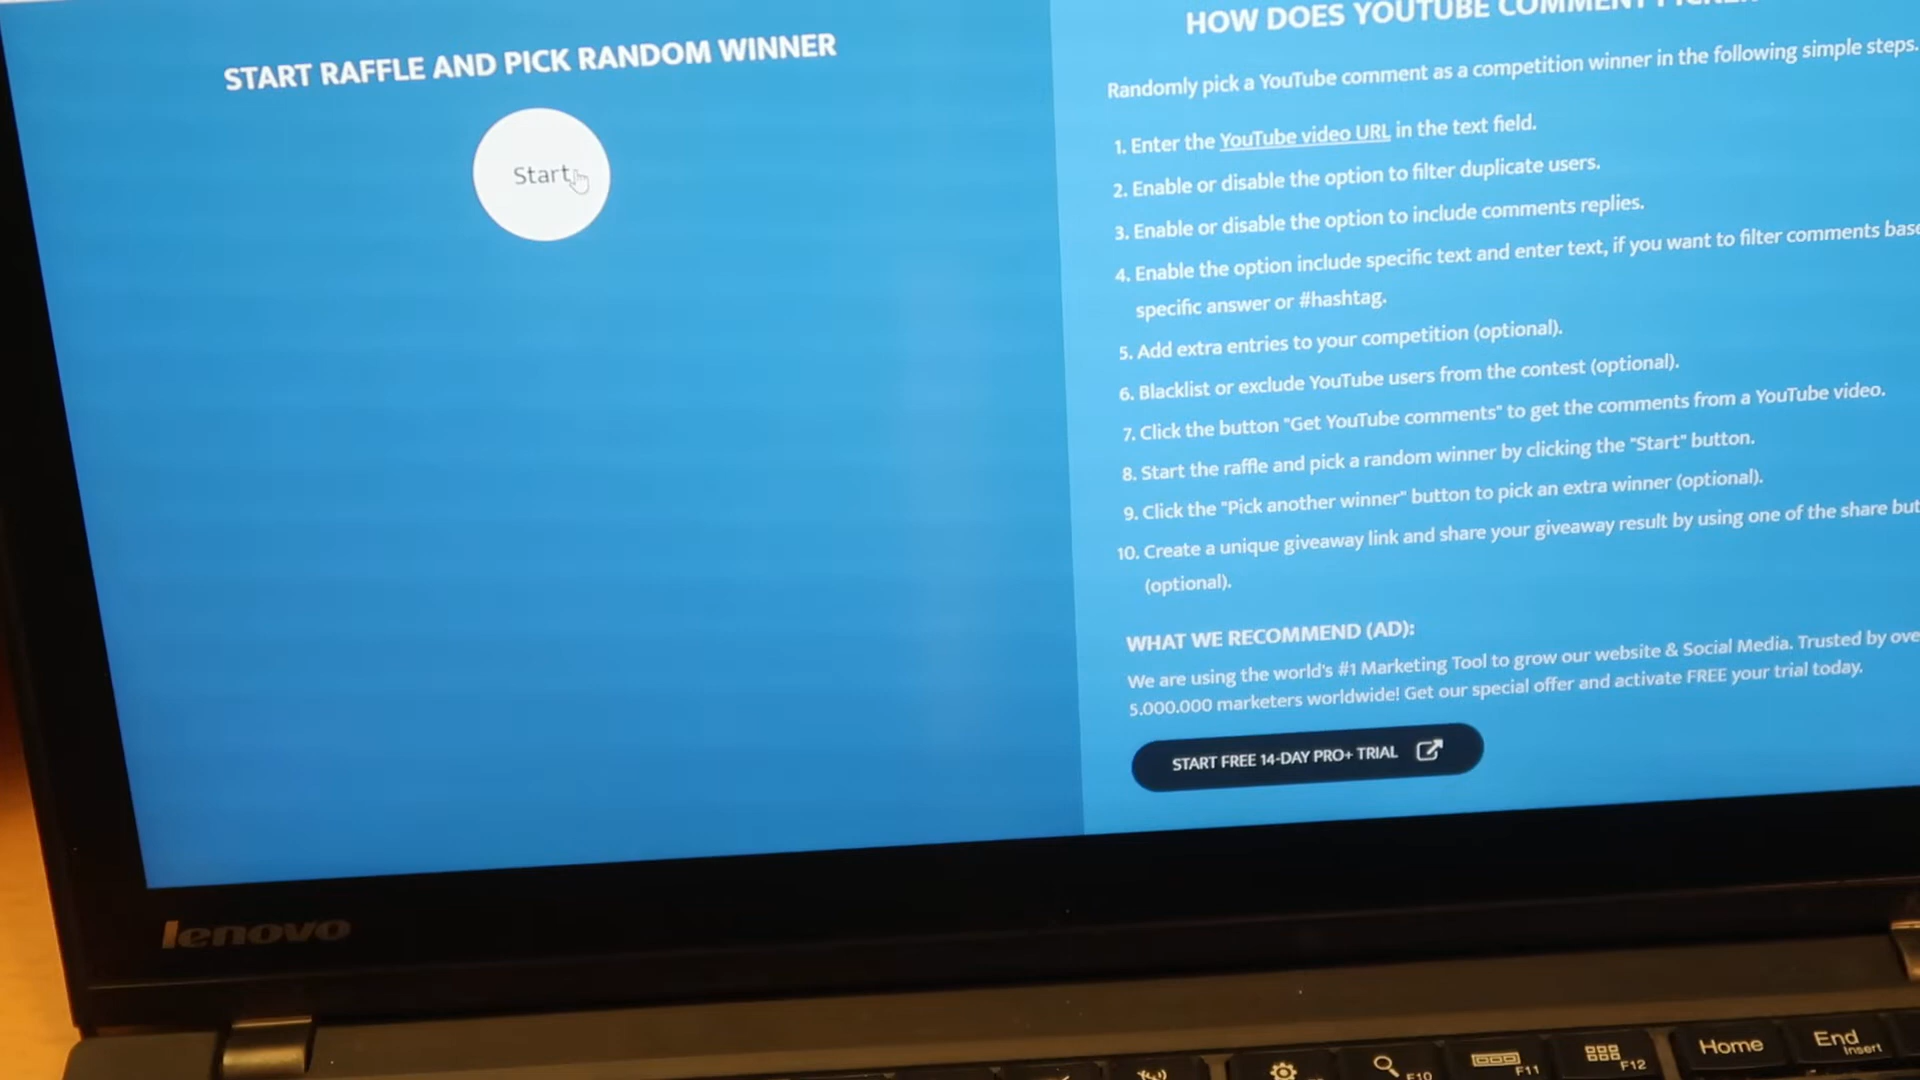 START RAFFLE AND PICK RANDOM WINNER
Start
HOW DOES YOUTUBE COMMENT
Randomly pick a YouTube comment as a competition winner in the following simple steps.
1. Enter the YouTube video URL in the text field.
2. Enable or disable the option to filter duplicate users.
3. Enable or disable the option to include comments replies.
4. Enable the option include specific text and enter text, if you want to filter comments
specific answer or #hashtag.
5. Add extra entries to your competition (optional).
6. Blacklist or exclude YouTube users from the contest (optional).
7. Click the button "Get YouTube comments" to get the comments from a YouTube video.
8. Start the raffle and pick a random winner by clicking the "Start" button.
9. Click the "Pick another winner" button to pick an extra winner (optional).
10. Create a unique giveaway link and share your giveaway result by using one of the share
(optional).
WHAT WE RECOMMEND (AD):
We are using the world's #1 Marketing Tool to grow our website & Social Media. Trusted by
5.000.000 marketers worldwide! Get our special offer and activate FREE your trial today.
START FREE 14-DAY PRO+ TRIAL
lenovo
F10
F11
F12
Home
End
Insert